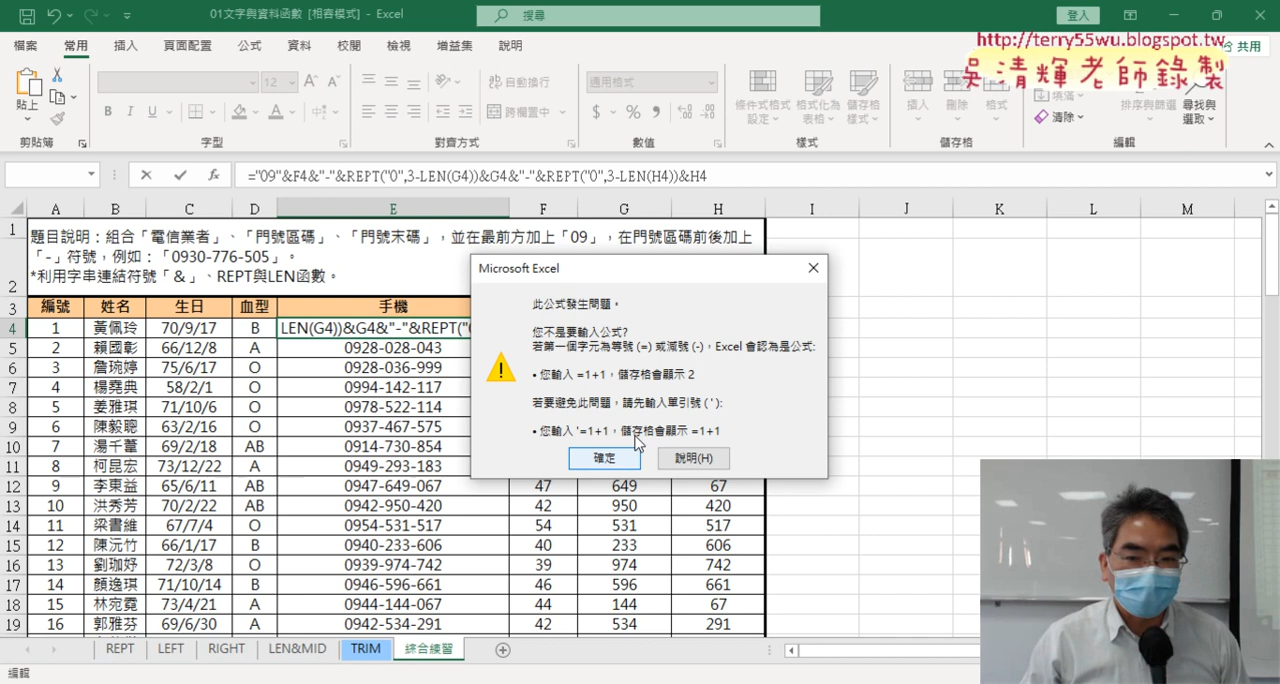 01文字與資料函數 [相容模式] - Excel
搜尋
登入
檔案 常用 插入 頁面配置 公式 資料 校閱 檢視 增益集 說明
共用
http://terry55wu.blogspot.tw
吳清輝老師錄製
貼上
12
自動換行
跨欄置中
通用格式
條件式格式設定
格式化為表格
儲存格樣式
插入 刪除 格式
填滿
清除
排序與篩選
尋找與選取
剪貼簿 字型 對齊方式 數值 樣式 儲存格 編輯
="09"&F4&"-"&REPT("0",3-LEN(G4))&G4&"-"&REPT("0",3-LEN(H4))&H4
A B C D E F G H I J K L M
1 題目說明：組合「電信業者」、「門號區碼」、「門號末碼」，並在最前方加上「09」，在門號區碼前後加上
「-」符號，例如：「0930-776-505」。
2 *利用字串連結符號「&」、REPT與LEN函數。
3 編號 姓名 生日 血型 手機
4 1 黃佩玲 70/9/17 B LEN(G4))&G4&"-"&REPT("0
5 2 賴國彰 66/12/8 A 0928-028-043
6 3 詹琬婷 75/6/17 O 0928-036-999
7 4 楊堯典 58/2/1 O 0994-142-117
8 5 姜雅琪 71/10/6 O 0978-522-114
9 6 陳毅聰 63/2/16 O 0937-467-575
10 7 湯千葦 69/2/18 AB 0914-730-854
11 8 柯昆宏 73/12/22 A 0949-293-183
12 9 李東益 65/6/11 AB 0947-649-067 47 649 67
13 10 洪秀芳 70/2/22 AB 0942-950-420 42 950 420
14 11 梁書維 67/7/4 O 0954-531-517 54 531 517
15 12 陳沅竹 66/1/17 B 0940-233-606 40 233 606
16 13 劉珈妤 72/3/8 O 0939-974-742 39 974 742
17 14 顏逸琪 71/10/14 B 0946-596-661 46 596 661
18 15 林宛霓 73/4/21 A 0944-144-067 44 144 67
19 16 郭雅芬 69/6/30 A 0942-534-291 42 534 291
Microsoft Excel
此公式發生問題。
您不是要輸入公式?
若第一個字元為等號 (=) 或減號 (-)，Excel 會認為是公式:
• 您輸入 =1+1，儲存格會顯示 2
若要避免此問題，請先輸入單引號 ('):
• 您輸入 '=1+1，儲存格會顯示 =1+1
確定 說明(H)
REPT LEFT RIGHT LEN&MID TRIM 綜合練習
編輯